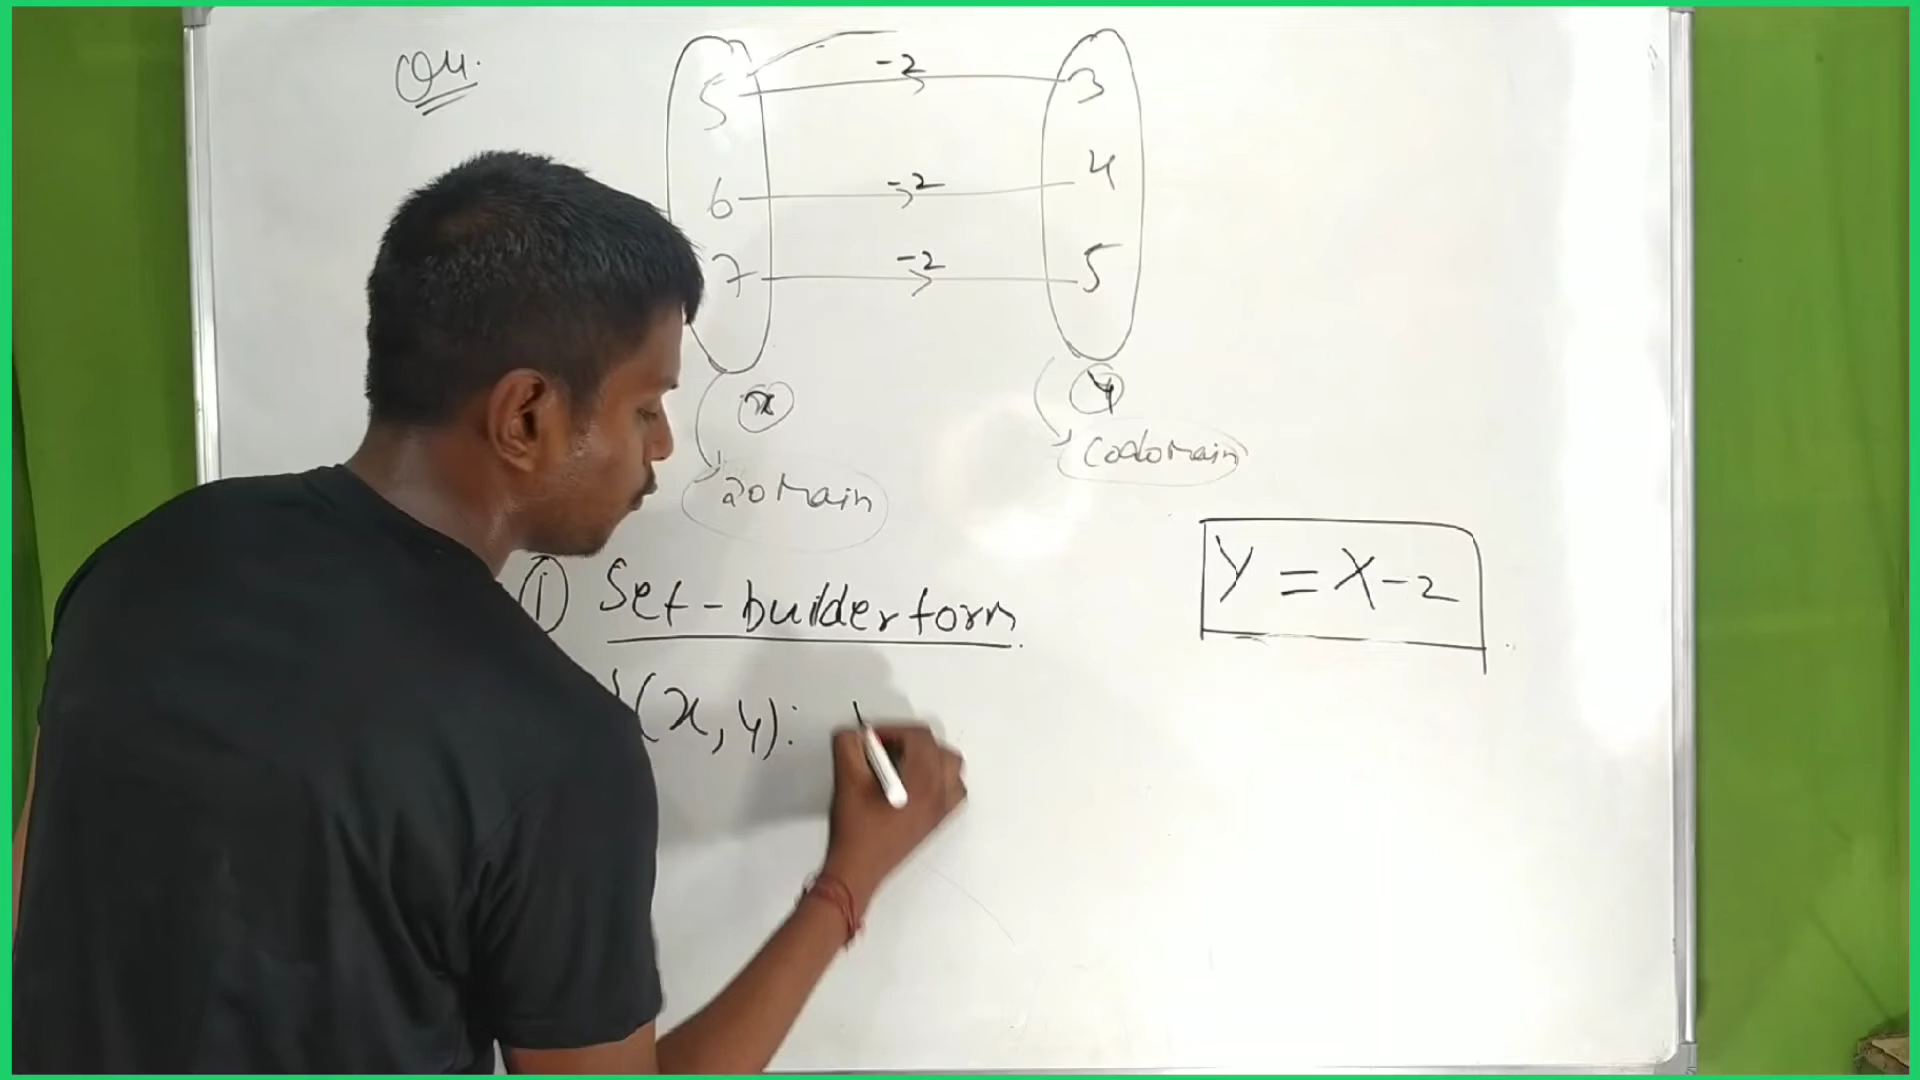 Q4.
5 -2 3
6 -2 4
7 -2 5
x y
Domain Codomain
① Set-builder form
Y = X-2
{(x,y):